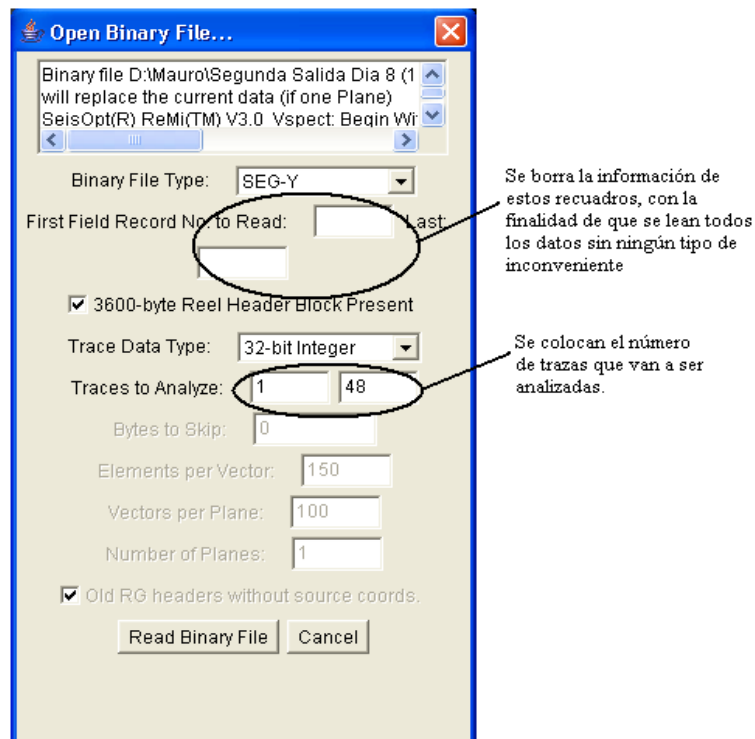 Open Binary File...
Binary file D:\Mauro\Segunda Salida Dia 8 (1
will replace the current data (if one Plane)
SeisOpt(R) ReMi(TM) V3.0 Vspect: Begin Wi
Binary File Type: SEG-Y
First Field Record No. to Read: Last:
3600-byte Reel Header Block Present
Trace Data Type: 32-bit Integer
Traces to Analyze: 1 48
Bytes to Skip: 0
Elements per Vector: 150
Vectors per Plane: 100
Number of Planes: 1
Old RG headers without source coords.
Read Binary File Cancel
Se borra la información de
estos recuadros, con la
finalidad de que se lean todos
los datos sin ningún tipo de
inconveniente
Se colocan el número
de trazas que van a ser
analizadas.